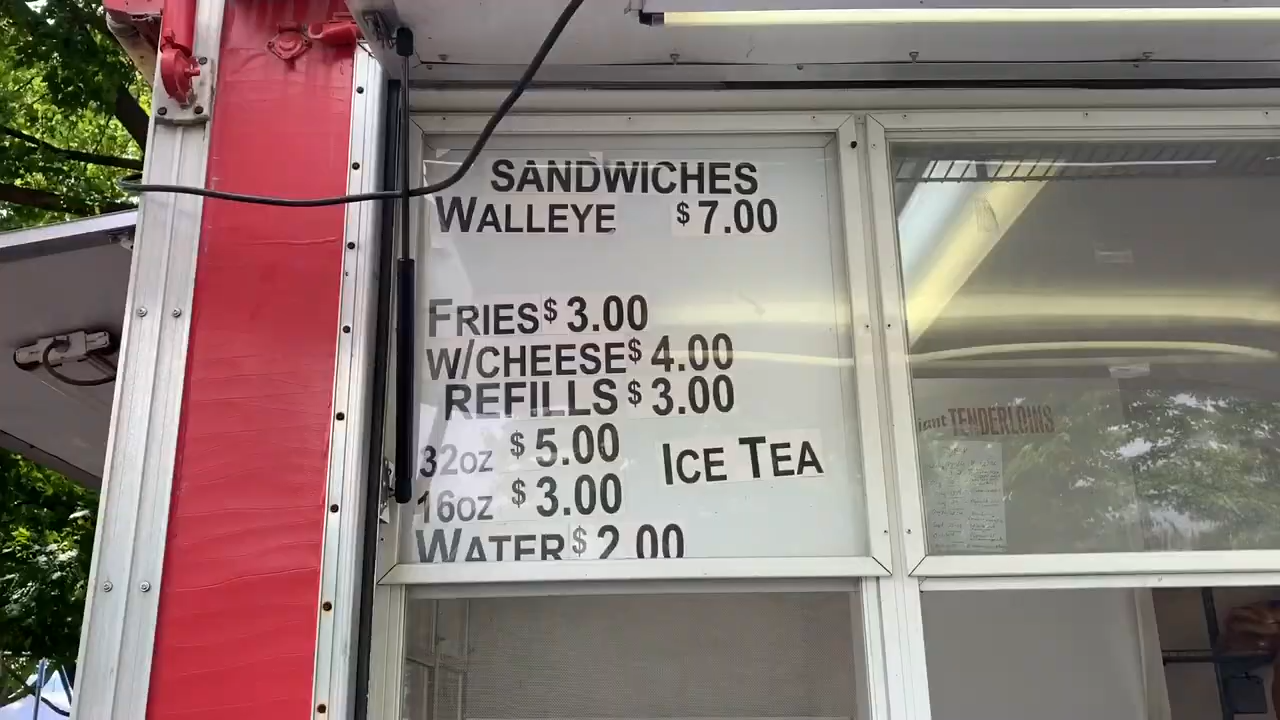 SANDWICHES
WALLEYE $7.00
FRIES $3.00
W/CHEESE $4.00
REFILLS $3.00
32oz $5.00
16oz $3.00
ICE TEA
WATER $2.00
TENDERLOINS